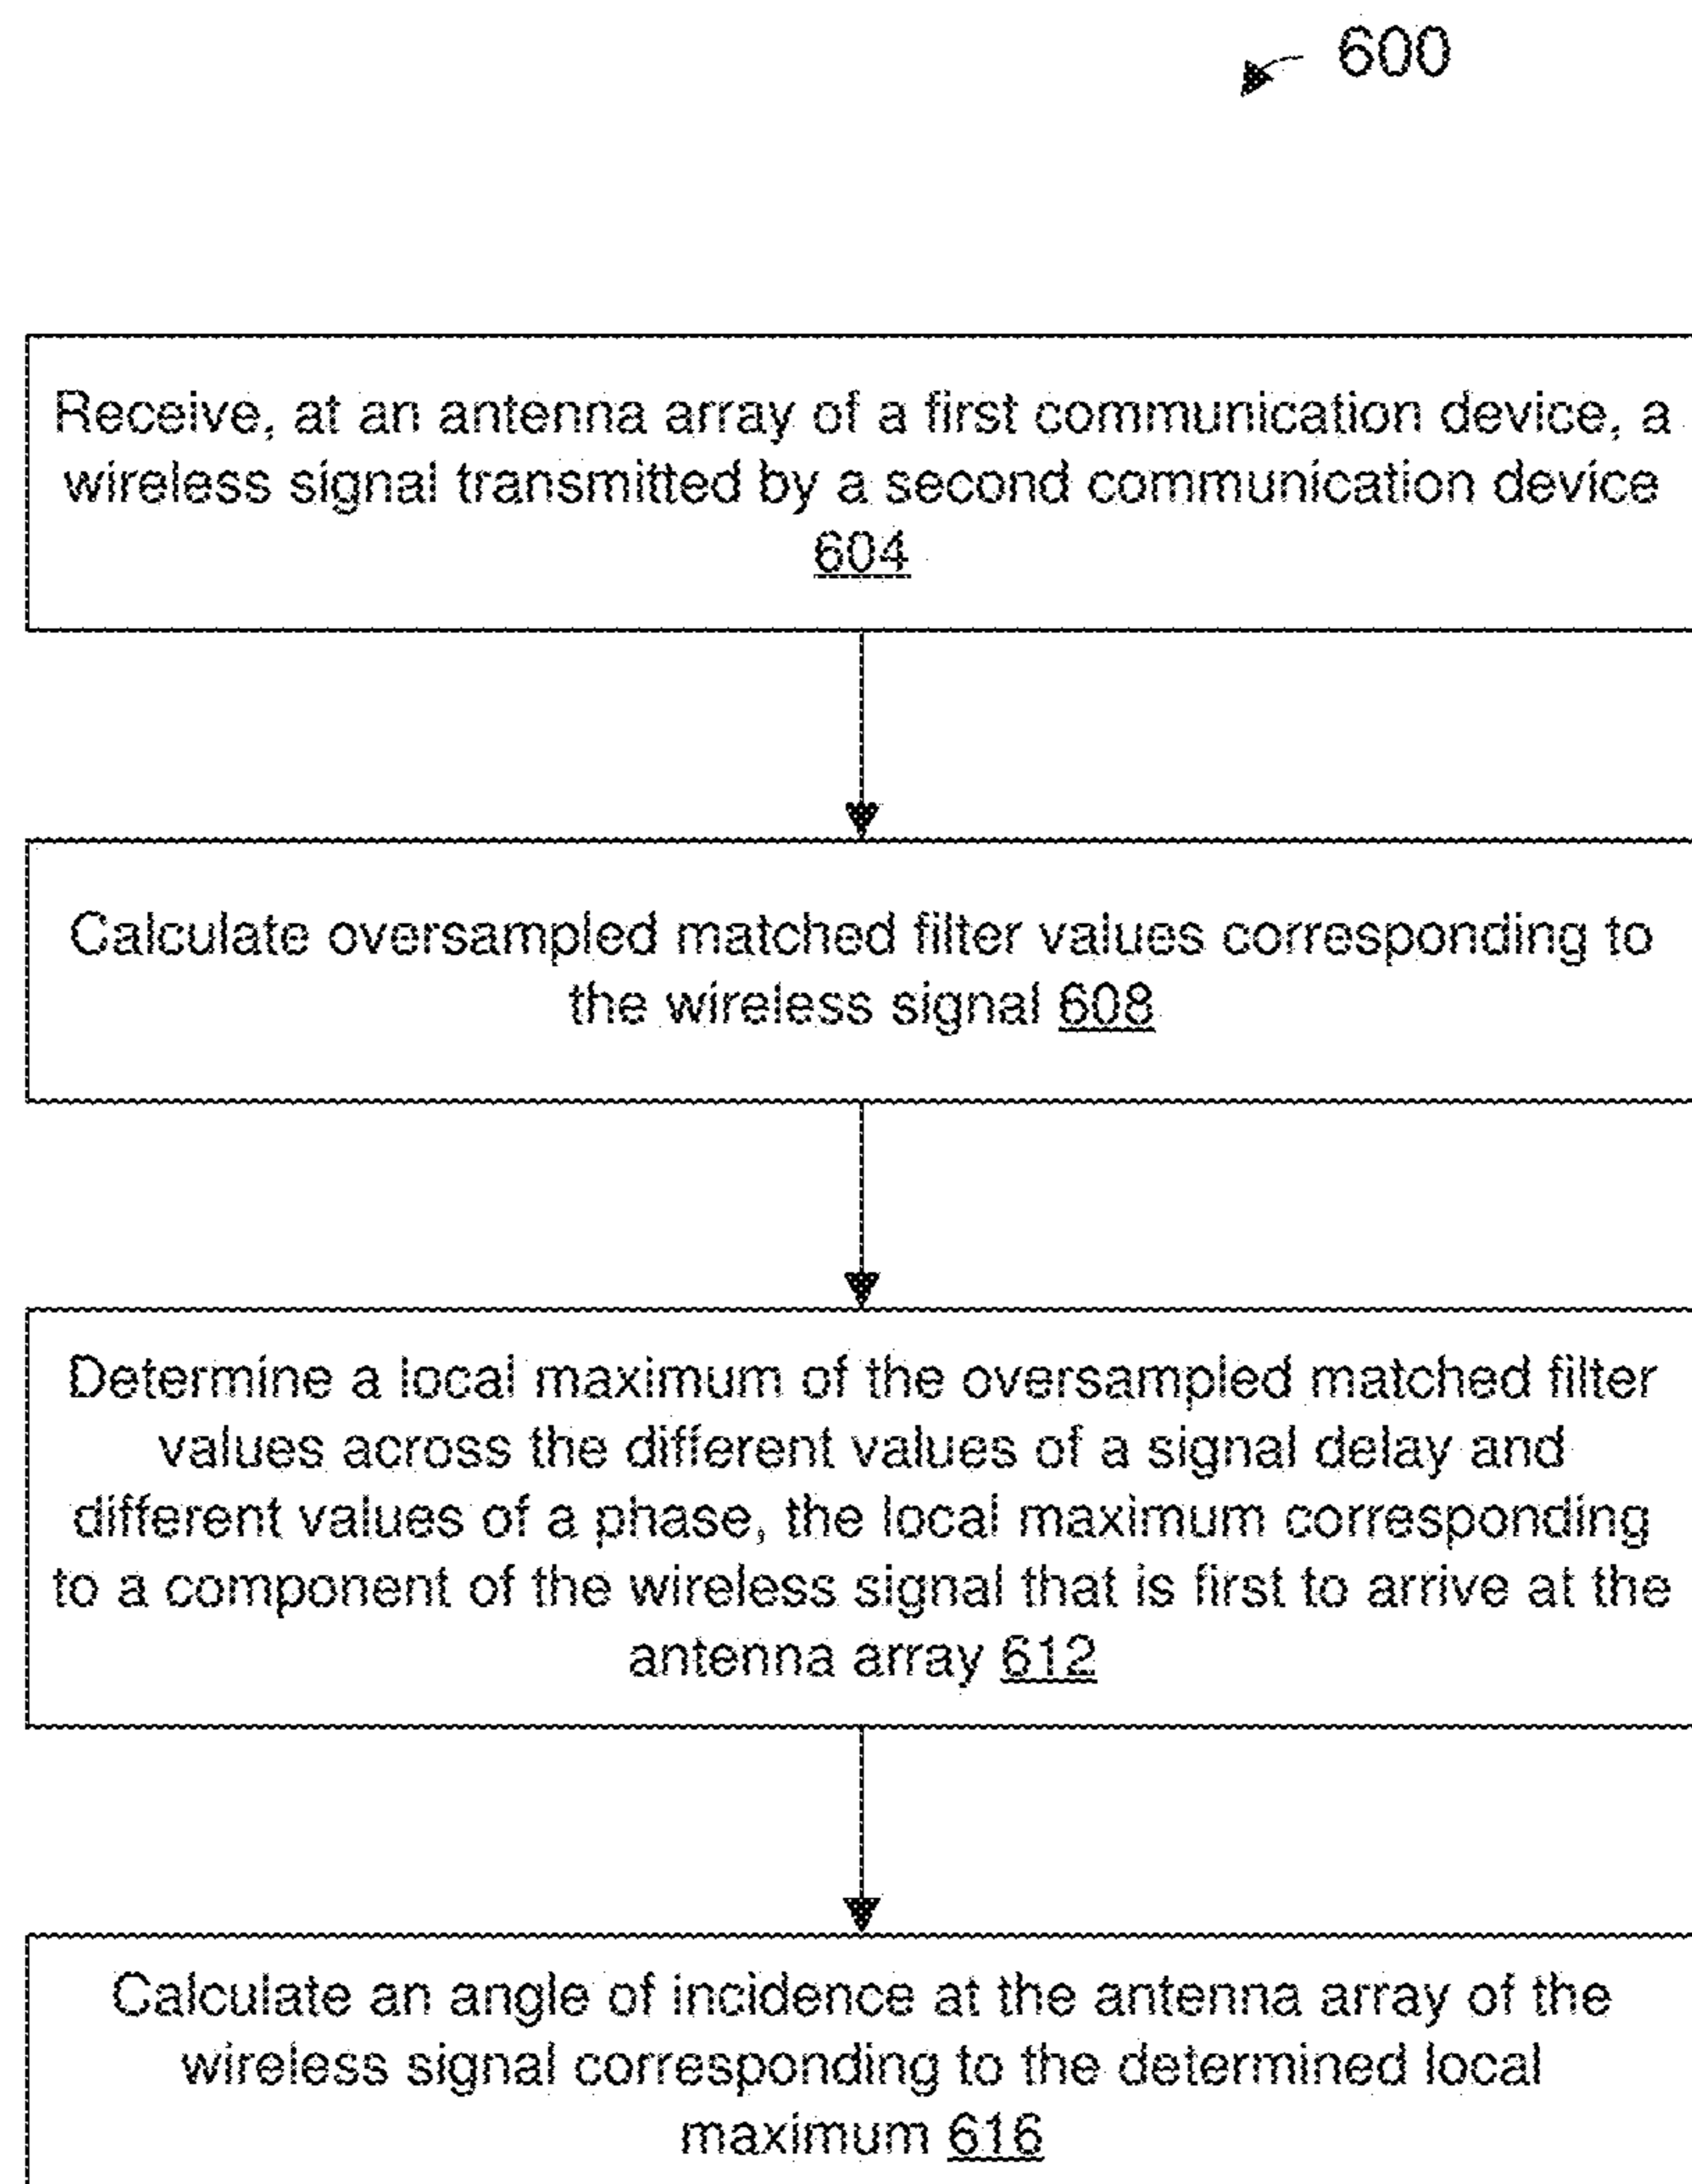 600
Receive, at an antenna array of a first communication device, a
wireless signal transmitted by a second communication device
604
Calculate oversampled matched filter values corresponding to
the wireless signal 608
Determine a local maximum of the oversampled matched filter
values across the different values of a signal delay and
different values of a phase, the local maximum corresponding
to a component of the wireless signal that is first to arrive at the
antenna array 612
Calculate an angle of incidence at the antenna array of the
wireless signal corresponding to the determined local
maximum 616